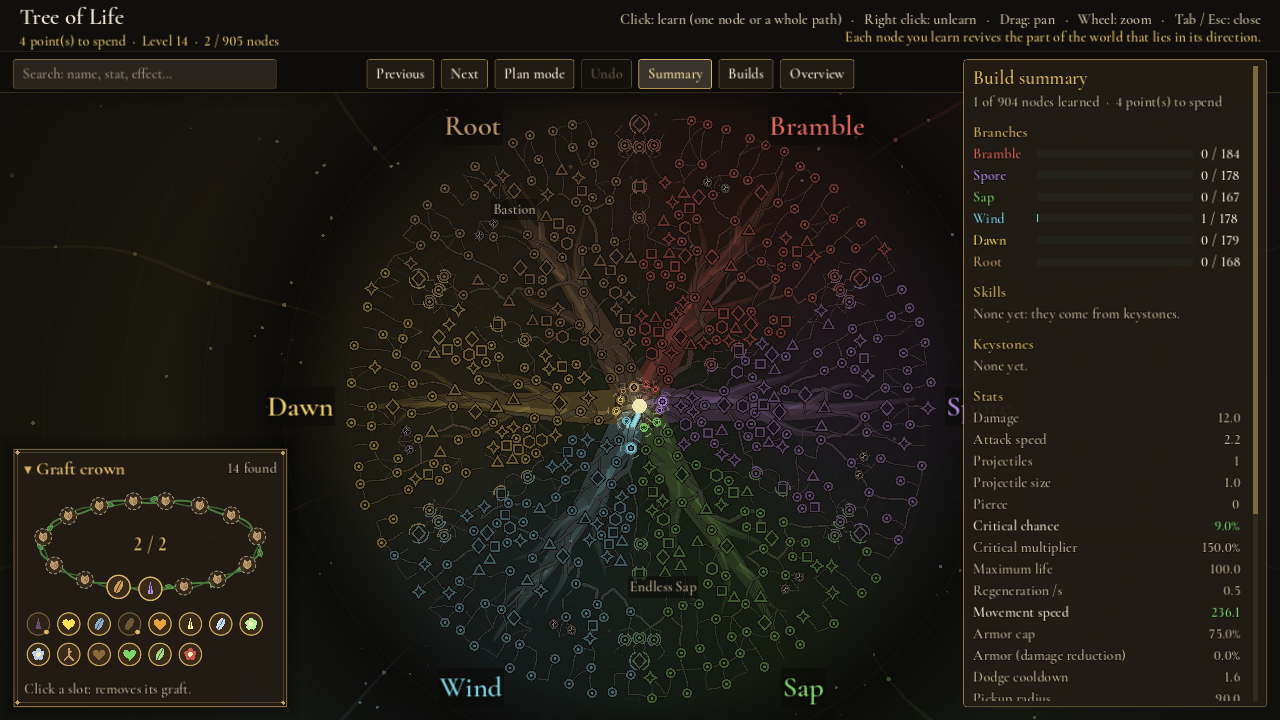 Tree of Life
4 point(s) to spend · Level 14 · 2 / 905 nodes
Click: learn (one node or a whole path) · Right click: unlearn · Drag: pan · Wheel: zoom · Tab / Esc: close
Each node you learn revives the part of the world that lies in its direction.
Search: name, stat, effect...
Previous
Next
Plan mode
Undo
Summary
Builds
Overview
Root
Bramble
Bastion
Dawn
Endless Sap
Wind
Sap
▾ Graft crown
14 found
2 / 2
Click a slot: removes its graft.
Build summary
1 of 904 nodes learned · 4 point(s) to spend
Branches
Bramble 0 / 184
Spore 0 / 178
Sap 0 / 167
Wind 1 / 178
Dawn 0 / 179
Root 0 / 168
Skills
None yet: they come from keystones.
Keystones
None yet.
Stats
Damage 12.0
Attack speed 2.2
Projectiles 1
Projectile size 1.0
Pierce 0
Critical chance 9.0%
Critical multiplier 150.0%
Maximum life 100.0
Regeneration /s 0.5
Movement speed 236.1
Armor cap 75.0%
Armor (damage reduction) 0.0%
Dodge cooldown 1.6
Pickup radius 90.0